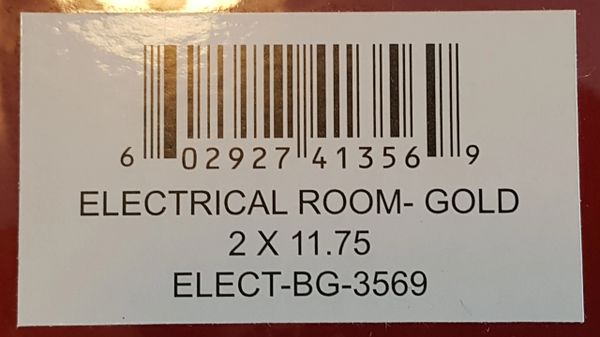 6 02927 41356 9
ELECTRICAL ROOM- GOLD
2 X 11.75
ELECT-BG-3569